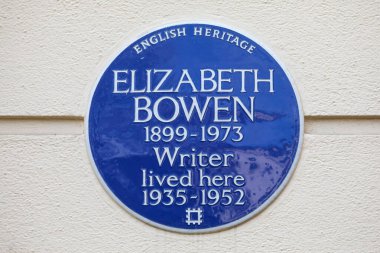 ENGLISH HERITAGE
ELIZABETH
BOWEN
1899-1973
Writer
lived here
1935-1952